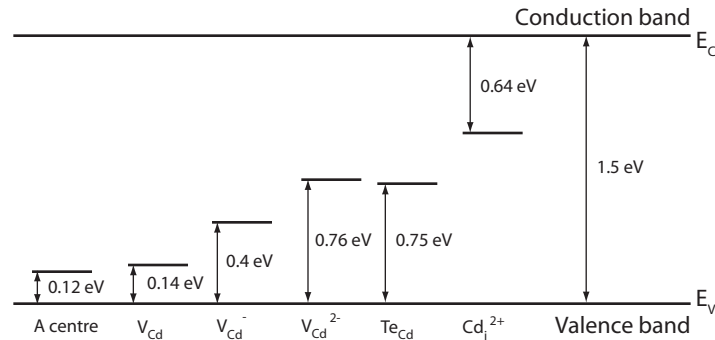 Conduction band
E_C
0.64 eV
1.5 eV
0.76 eV
0.75 eV
0.4 eV
0.12 eV
0.14 eV
E_V
A centre
V_Cd
V_Cd^-
V_Cd^2-
Te_Cd
Cd_i^2+
Valence band